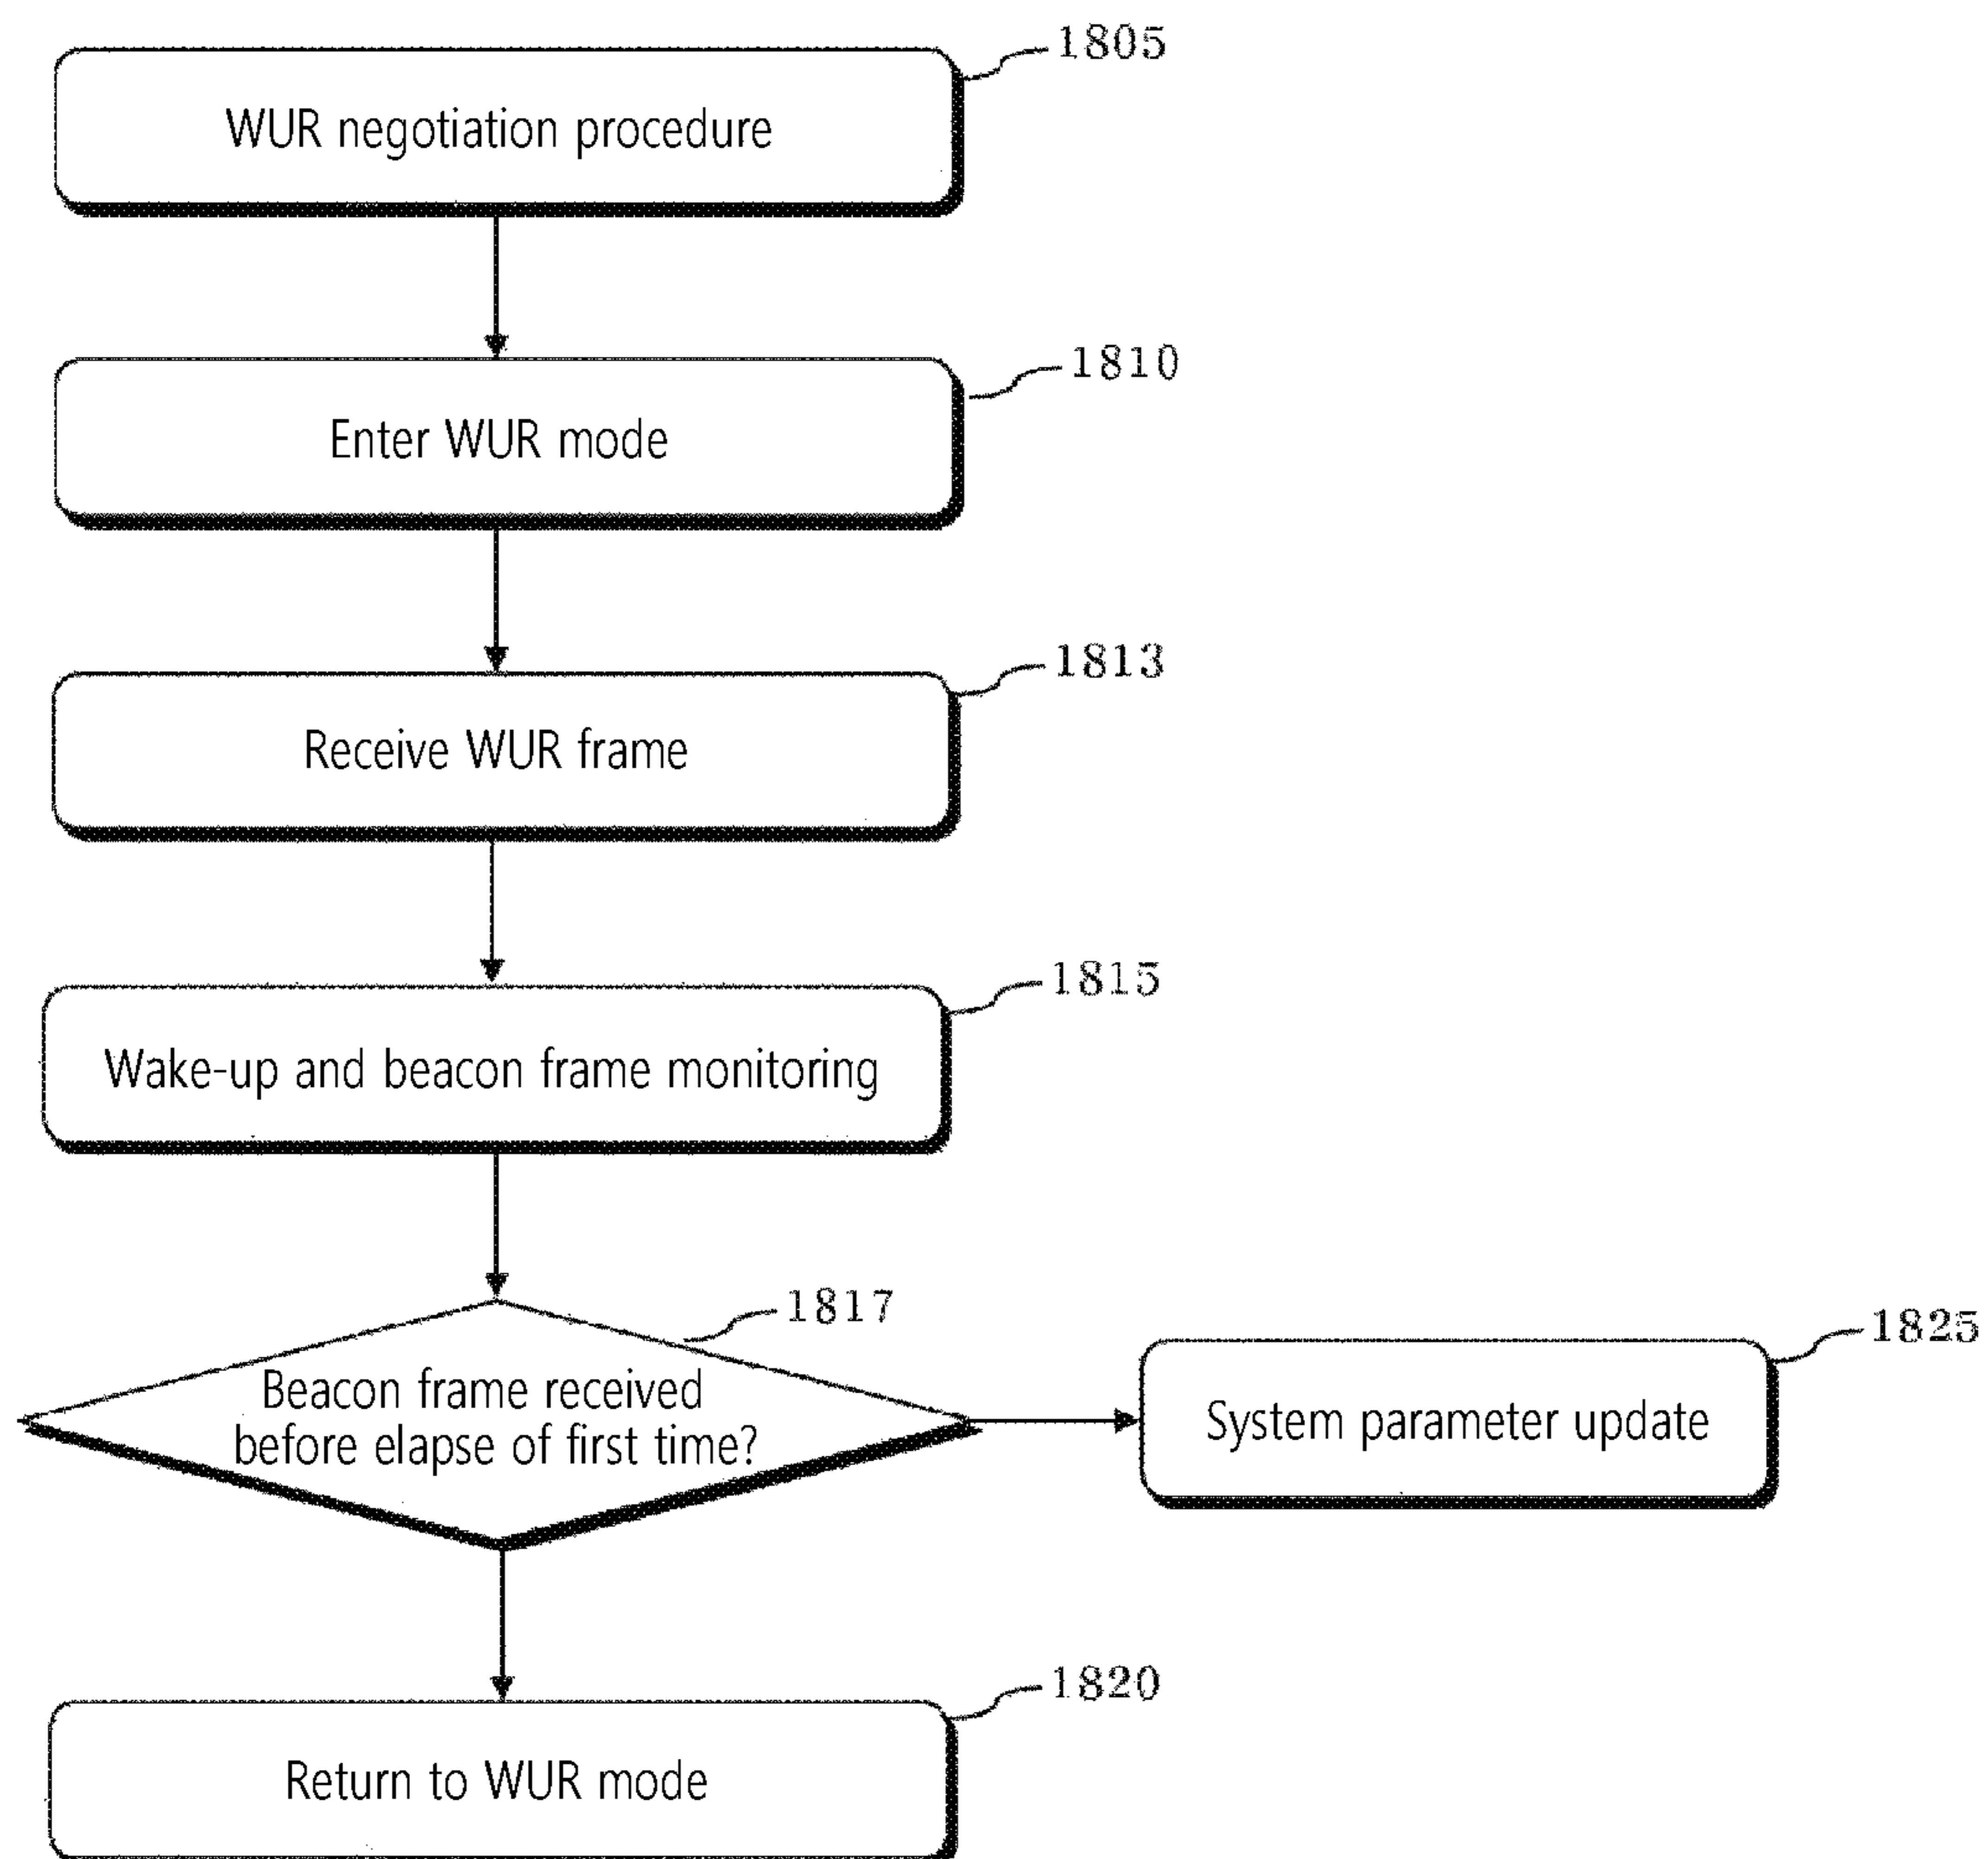 1805
WUR negotiation procedure
1810
Enter WUR mode
1813
Receive WUR frame
1815
Wake-up and beacon frame monitoring
1817
Beacon frame received
before elapse of first time?
1825
System parameter update
1820
Return to WUR mode